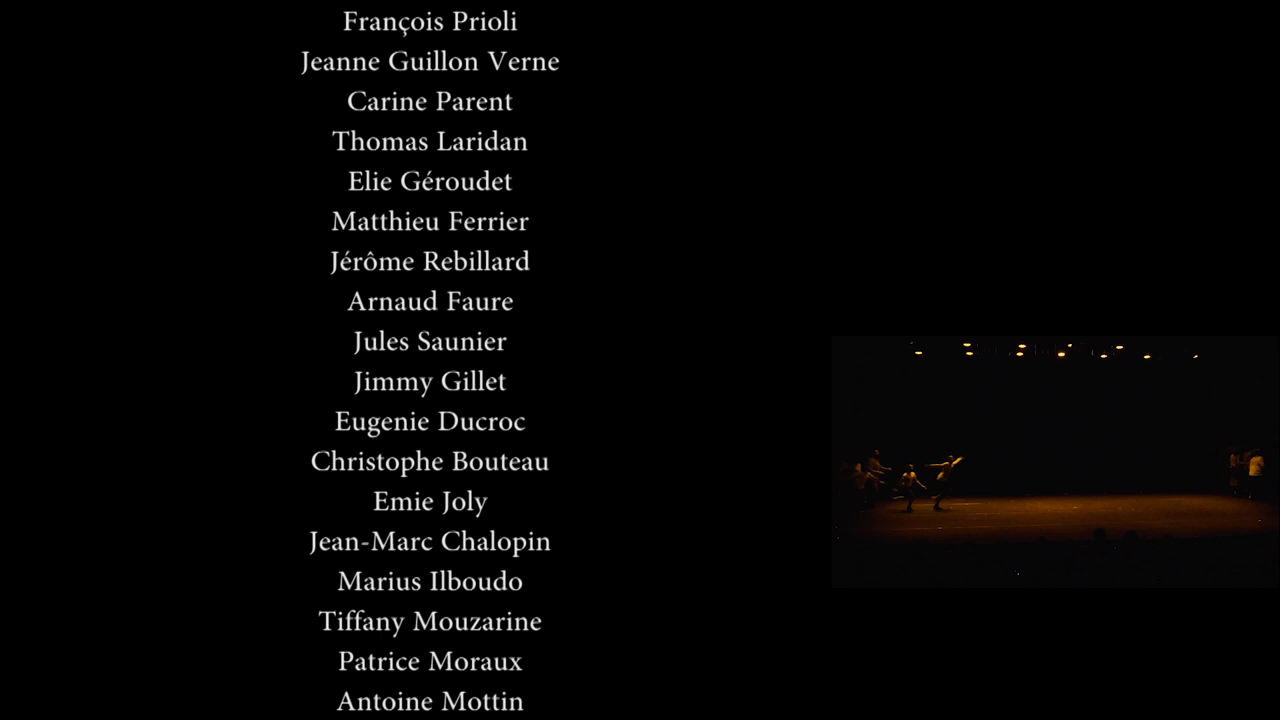 François Prioli
Jeanne Guillon Verne
Carine Parent
Thomas Laridan
Elie Géroudet
Matthieu Ferrier
Jérôme Rebillard
Arnaud Faure
Jules Saunier
Jimmy Gillet
Eugenie Ducroc
Christophe Bouteau
Emie Joly
Jean-Marc Chalopin
Marius Ilboudo
Tiffany Mouzarine
Patrice Moraux
Antoine Mottin